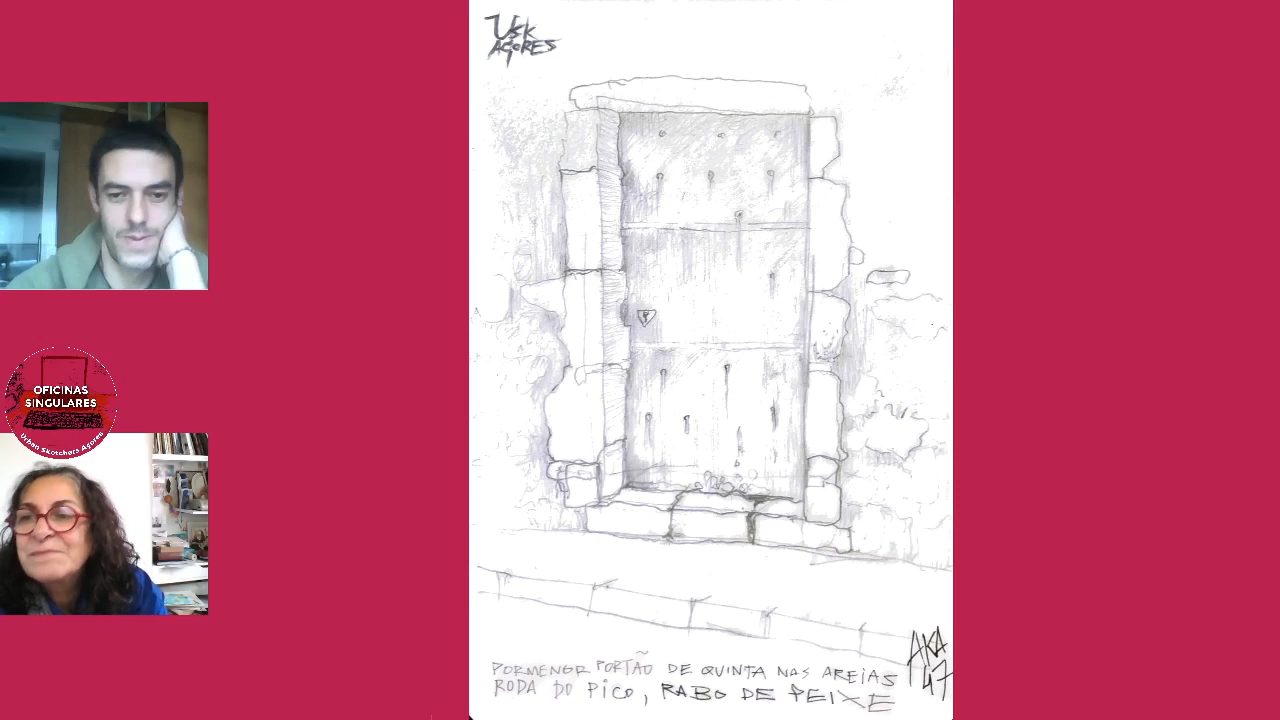 USK
AÇORES
OFICINAS
SINGULARES
Urban Sketchers Açores
PORMENOR PORTÃO DE QUINTA NAS AREIAS
RODA DO PICO, RABO DE PEIXE
AKA
47